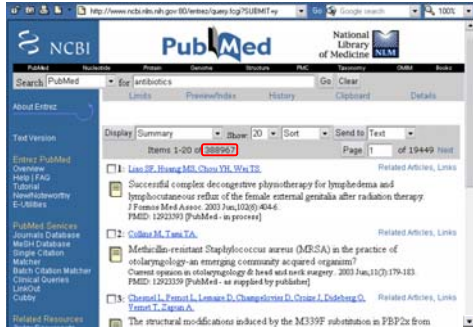 http://www.ncbi.nlm.nih.gov:80/entrez/query.fcgi?SUBMIT=y
Go
Google search
100%
NCBI
PubMed
National
Library
of Medicine
NLM
PubMed Nucleotide Protein Genome Structure PMC Taxonomy OMIM Books
Search PubMed for antibiotics Go Clear
Limits Preview/Index History Clipboard Details
About Entrez
Text Version
Display Summary Show: 20 Sort Send to Text
Items 1-20 of 388967 Page 1 of 19449 Next
Entrez PubMed
Overview
Help | FAQ
Tutorial
New/Noteworthy
E-Utilities
PubMed Services
Journals Database
MeSH Database
Single Citation
Matcher
Batch Citation Matcher
Clinical Queries
LinkOut
Cubby
Related Resources
1: Liao SF, Huang MS, Chou YH, Wei TS. Related Articles, Links
Successful complex decongestive physiotherapy for lymphedema and
lymphocutaneous reflux of the female external genitalia after radiation therapy.
J Formos Med Assoc. 2003 Jun;102(6):404-6.
PMID: 12923593 [PubMed - in process]
2: Collins M, Tami TA. Related Articles, Links
Methicillin-resistant Staphylococcus aureus (MRSA) in the practice of
otolaryngology-an emerging community acquired organism?
Current opinion in otolaryngology & head and neck surgery. 2003 Jun;11(3):179-183.
PMID: 12923359 [PubMed - as supplied by publisher]
3: Chesnel L, Pernot L, Lemaire D, Champelovier D, Croize J, Dideberg O, Related Articles, Links
Vernet T, Zapun A.
The structural modifications induced by the M339F substitution in PBP2x from